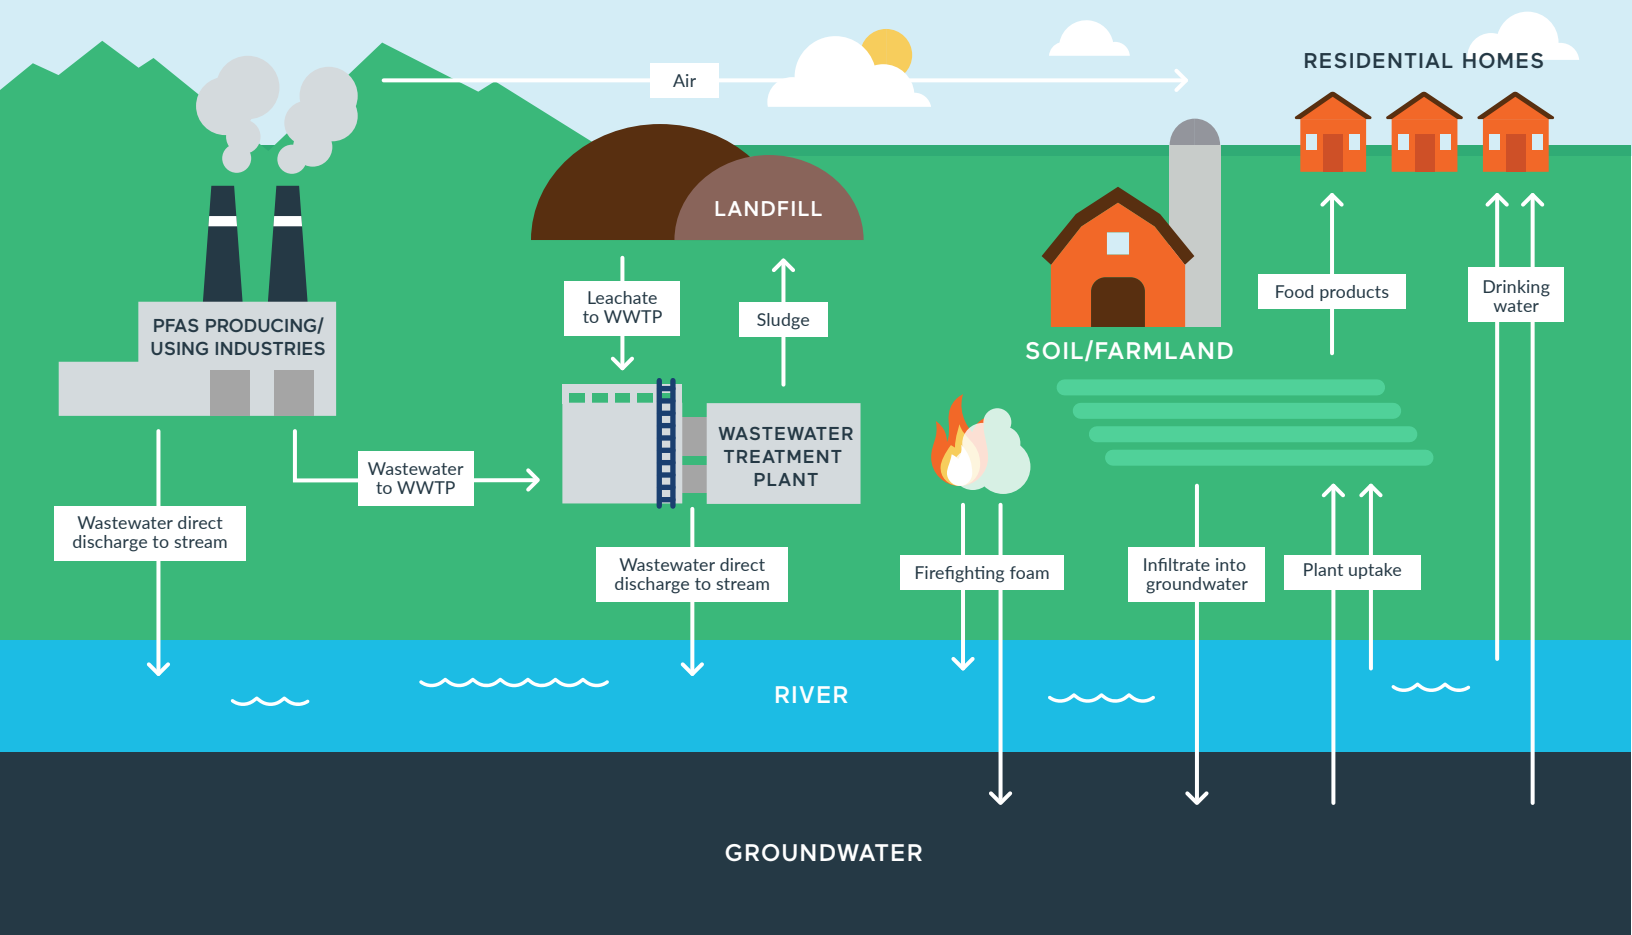 RESIDENTIAL HOMES
Air
LANDFILL
Leachate
to WWTP
Sludge
Food products
Drinking
water
PFAS PRODUCING/
USING INDUSTRIES
SOIL/FARMLAND
WASTEWATER
TREATMENT
PLANT
Wastewater
to WWTP
Wastewater direct
discharge to stream
Wastewater direct
discharge to stream
Firefighting foam
Infiltrate into
groundwater
Plant uptake
RIVER
GROUNDWATER